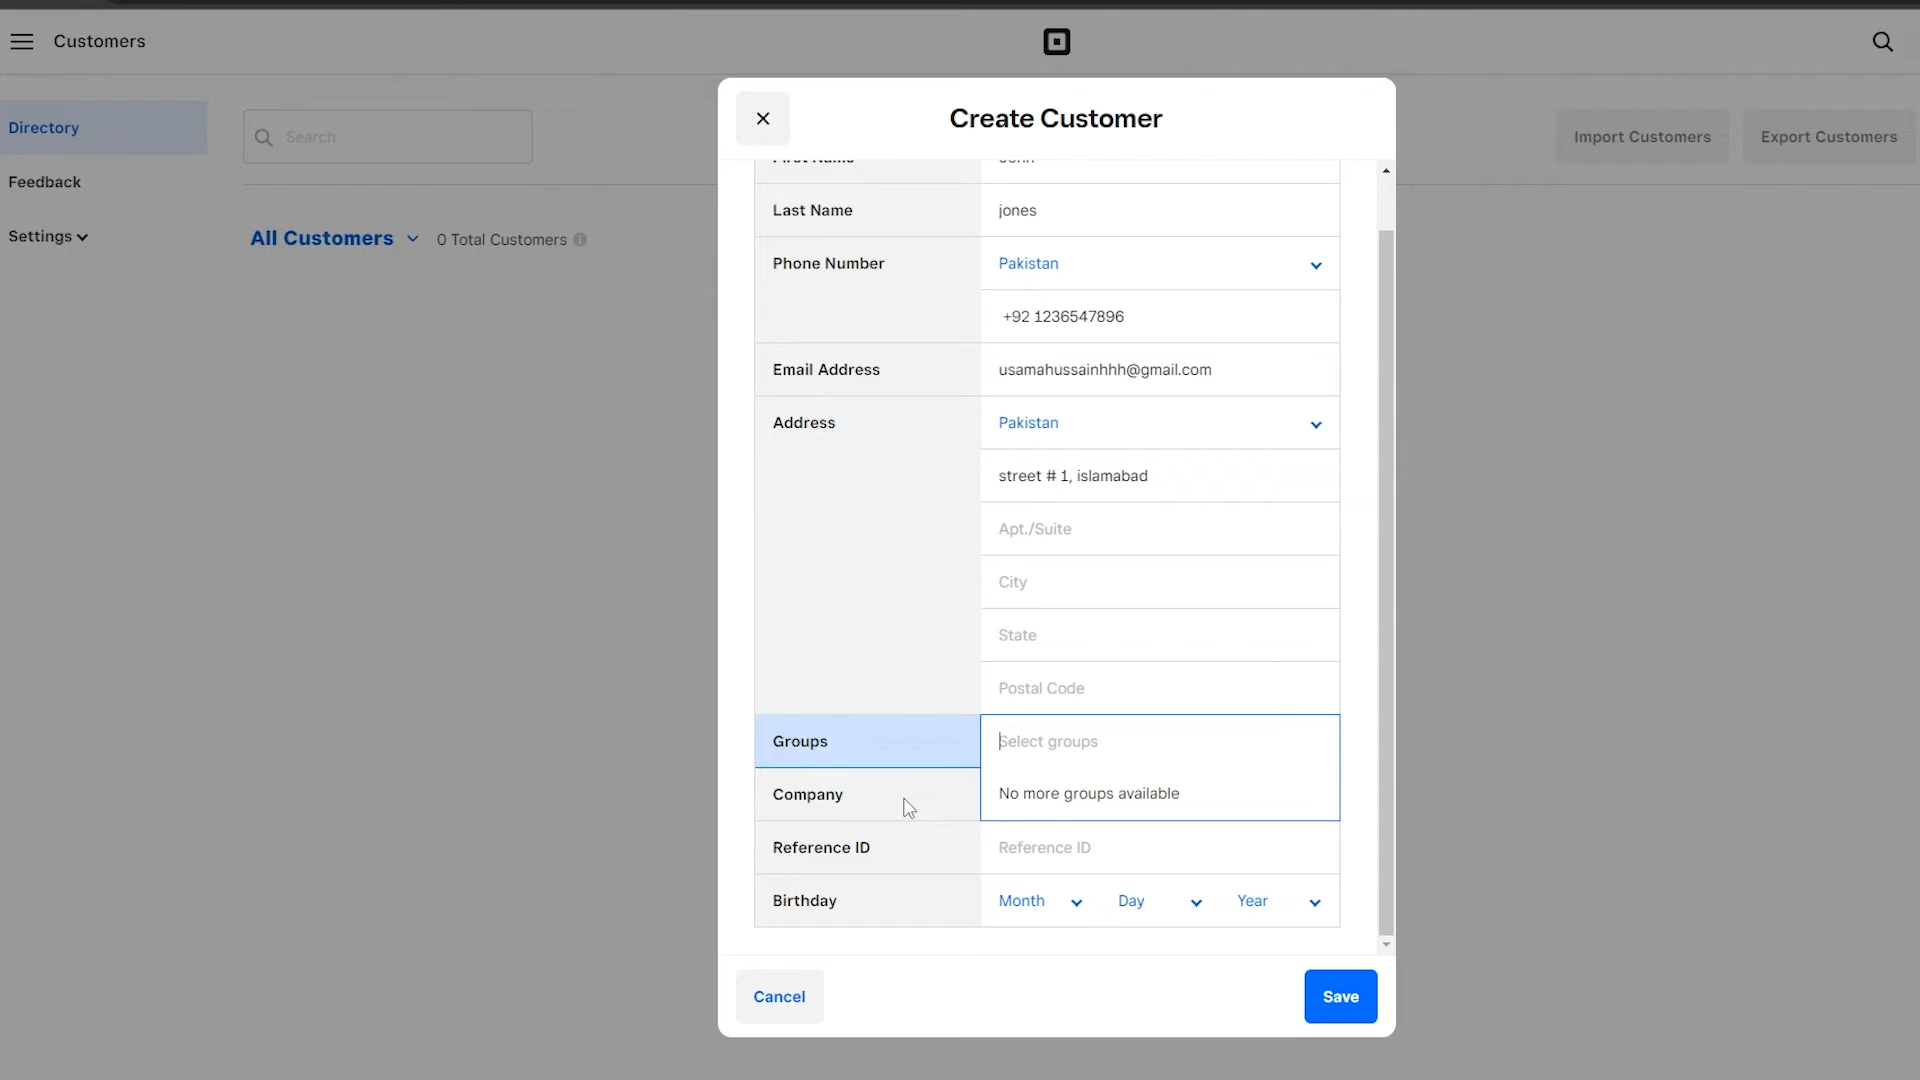 Customers
Directory
Feedback
Settings
Search
Import Customers
Export Customers
All Customers
0 Total Customers
Create Customer
First Name
John
Last Name
jones
Phone Number
Pakistan
+92 1236547896
Email Address
usamahussainhhh@gmail.com
Address
Pakistan
street # 1, islamabad
Apt./Suite
City
State
Postal Code
Groups
Select groups
Company
No more groups available
Reference ID
Reference ID
Birthday
Month
Day
Year
Cancel
Save